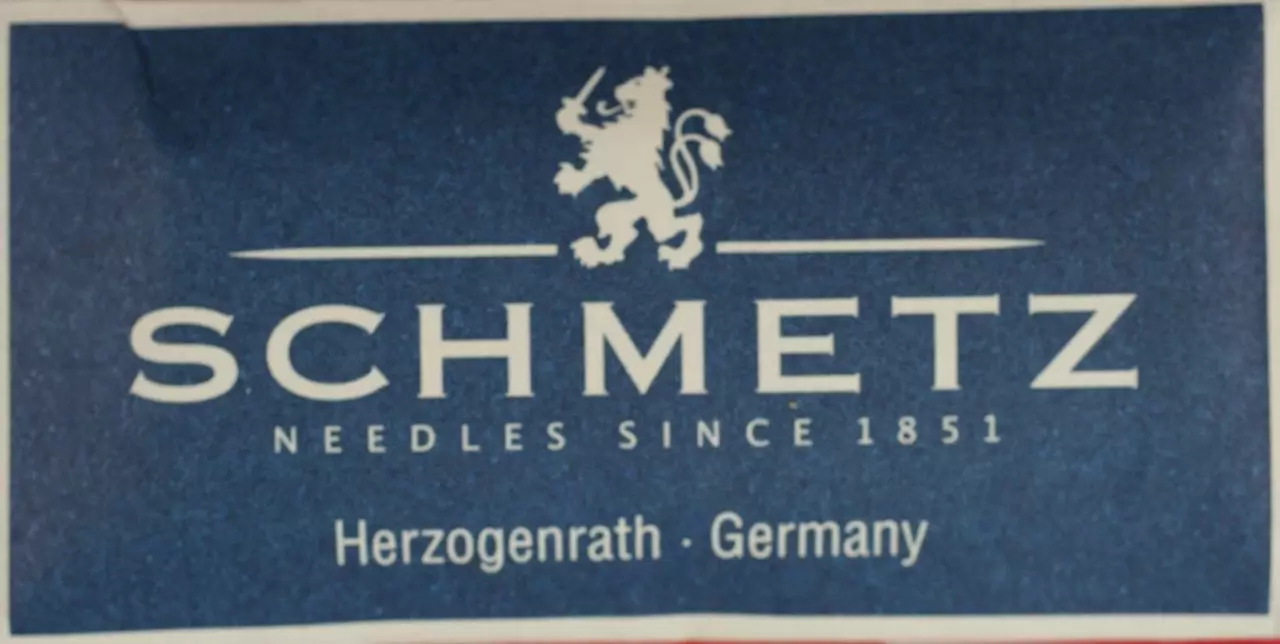 SCHMETZ
NEEDLES SINCE 1851
Herzogenrath · Germany